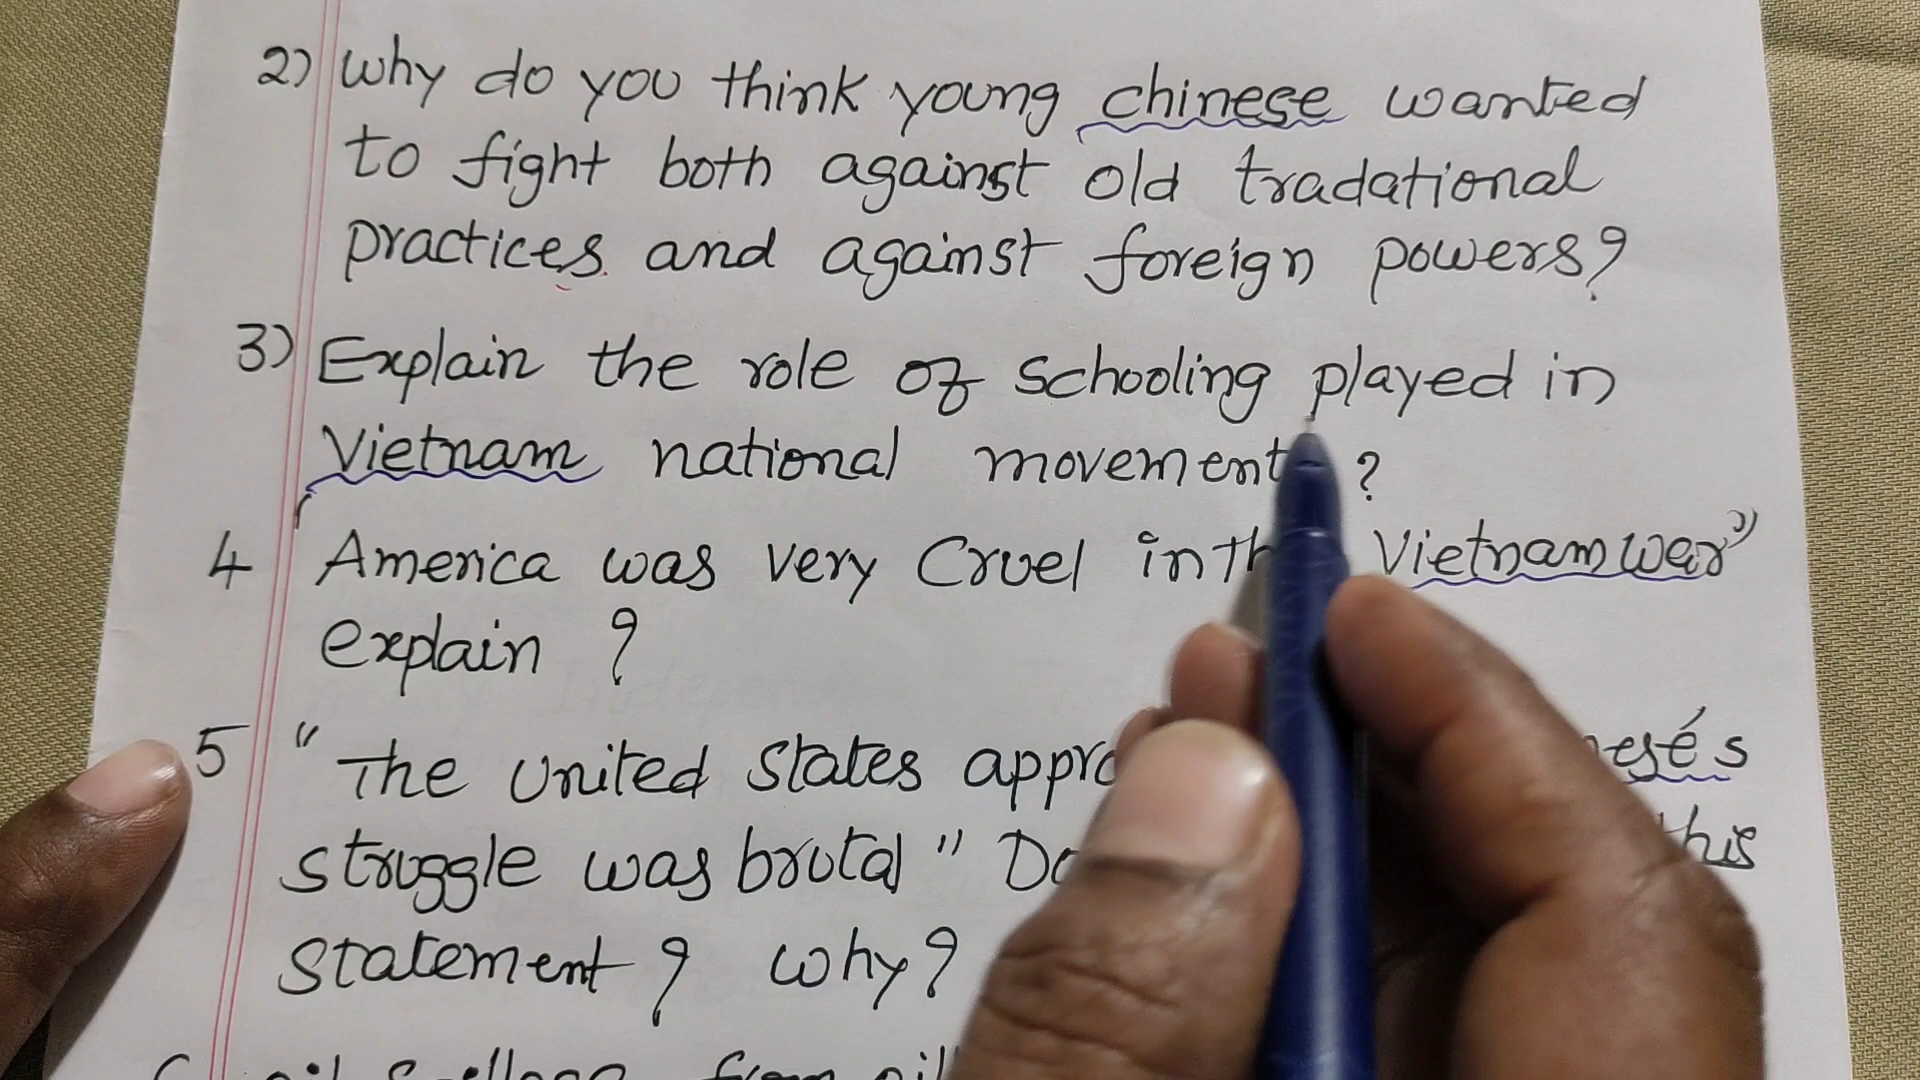 2) Why do you think young chinese wanted
to fight both against old tradational
practices and against foreign powers?
3) Explain the role of schooling played in
Vietnam national movement ?
4 America was very Cruel in Vietnam war"
explain ?
5 "The United States
struggle was brutal" this
statement ? why?
from